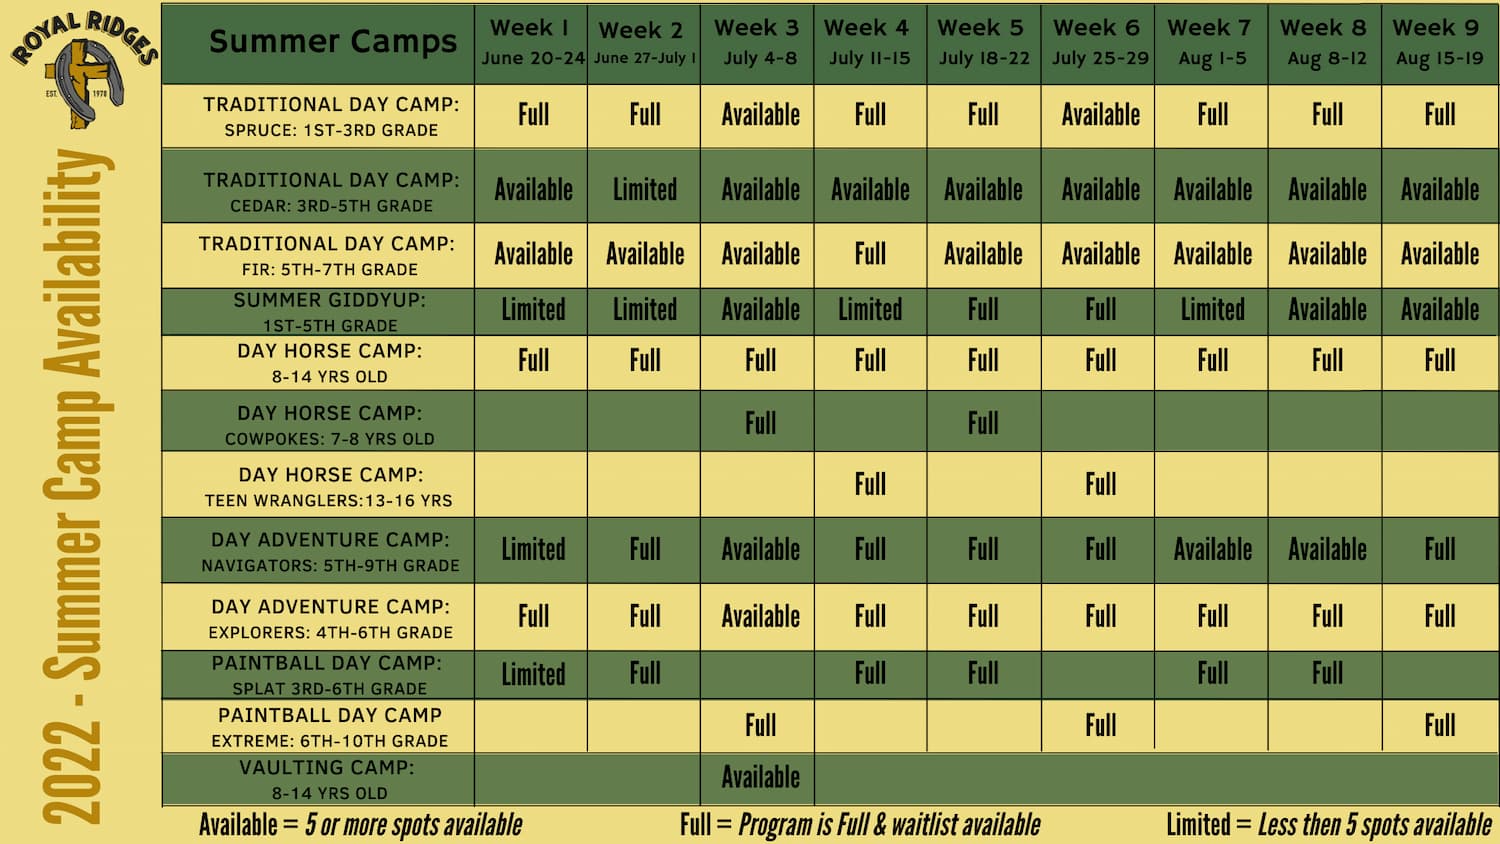 ROYAL RIDGES
EST. 1978
2022 - Summer Camp Availability
Summer Camps
Week 1
June 20-24
Week 2
June 27-July 1
Week 3
July 4-8
Week 4
July 11-15
Week 5
July 18-22
Week 6
July 25-29
Week 7
Aug 1-5
Week 8
Aug 8-12
Week 9
Aug 15-19
TRADITIONAL DAY CAMP:
SPRUCE: 1ST-3RD GRADE
Full Full Available Full Full Available Full Full Full
TRADITIONAL DAY CAMP:
CEDAR: 3RD-5TH GRADE
Available Limited Available Available Available Available Available Available Available
TRADITIONAL DAY CAMP:
FIR: 5TH-7TH GRADE
Available Available Available Full Available Available Available Available Available
SUMMER GIDDYUP:
1ST-5TH GRADE
Limited Limited Available Limited Full Full Limited Available Available
DAY HORSE CAMP:
8-14 YRS OLD
Full Full Full Full Full Full Full Full Full
DAY HORSE CAMP:
COWPOKES: 7-8 YRS OLD
Full Full
DAY HORSE CAMP:
TEEN WRANGLERS:13-16 YRS
Full Full
DAY ADVENTURE CAMP:
NAVIGATORS: 5TH-9TH GRADE
Limited Full Available Full Full Full Available Available Full
DAY ADVENTURE CAMP:
EXPLORERS: 4TH-6TH GRADE
Full Full Available Full Full Full Full Full Full
PAINTBALL DAY CAMP:
SPLAT 3RD-6TH GRADE
Limited Full Full Full Full Full
PAINTBALL DAY CAMP
EXTREME: 6TH-10TH GRADE
Full Full Full
VAULTING CAMP:
8-14 YRS OLD
Available
Available = 5 or more spots available
Full = Program is Full & waitlist available
Limited = Less then 5 spots available